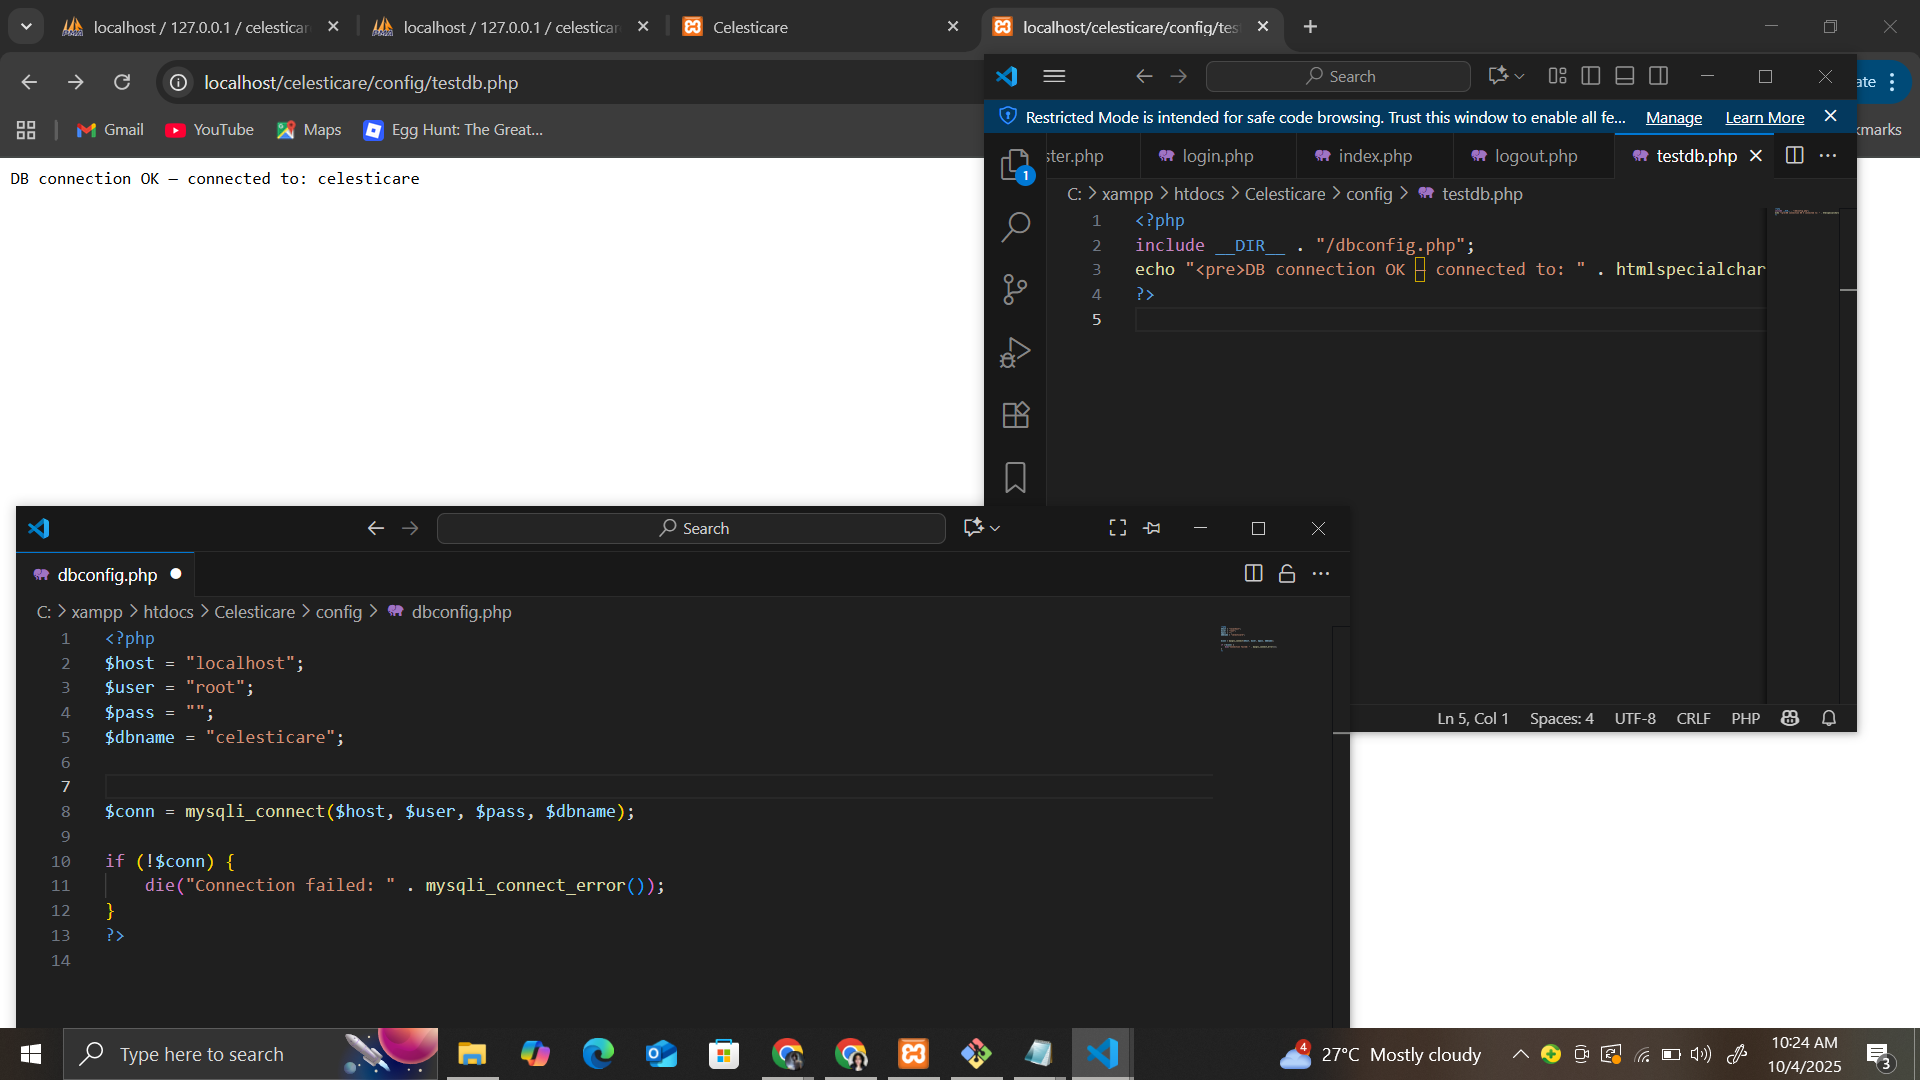 localhost / 127.0.0.1 / celesticar
localhost / 127.0.0.1 / celesticar
Celesticare
localhost/celesticare/config/tes
localhost/celesticare/config/testdb.php
ate
Gmail
YouTube
Maps
Egg Hunt: The Great...
kmarks
DB connection OK — connected to: celesticare
Search
Restricted Mode is intended for safe code browsing. Trust this window to enable all fe... Manage Learn More
1
ster.php
login.php
index.php
logout.php
testdb.php
C: > xampp > htdocs > Celesticare > config > testdb.php
1 <?php
2 include __DIR__ . "/dbconfig.php";
3 echo "<pre>DB connection OK — connected to: " . htmlspecialchar
4 ?>
5
Ln 5, Col 1 Spaces: 4 UTF-8 CRLF PHP
Search
dbconfig.php
C: > xampp > htdocs > Celesticare > config > dbconfig.php
1 <?php
2 $host = "localhost";
3 $user = "root";
4 $pass = "";
5 $dbname = "celesticare";
6
7
8 $conn = mysqli_connect($host, $user, $pass, $dbname);
9
10 if (!$conn) {
11 die("Connection failed: " . mysqli_connect_error());
12 }
13 ?>
14
Type here to search
4
27°C Mostly cloudy
10:24 AM
10/4/2025
3